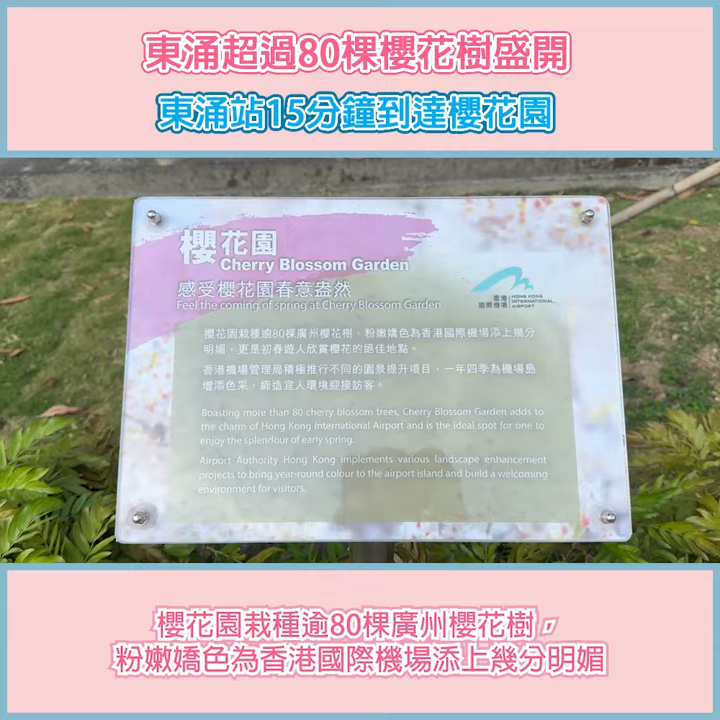 東涌超過80棵櫻花樹盛開
東涌站15分鐘到達櫻花園
櫻花園
Cherry Blossom Garden
感受櫻花園春意盎然
Feel the coming of spring at Cherry Blossom Garden
香港
國際機場
HONG KONG
INTERNATIONAL
AIRPORT
櫻花園栽種逾80棵廣州櫻花樹，粉嫩嬌色為香港國際機場添上幾分
明媚，更是初春遊人欣賞櫻花的絕佳地點。
香港機場管理局積極推行不同的園景提升項目，一年四季為機場島
增添色采，締造宜人環境迎接訪客。
Boasting more than 80 cherry blossom trees, Cherry Blossom Garden adds to
the charm of Hong Kong International Airport and is the ideal spot for one to
enjoy the splendour of early spring.
Airport Authority Hong Kong implements various landscape enhancement
projects to bring year-round colour to the airport island and build a welcoming
environment for visitors.
櫻花園栽種逾80棵廣州櫻花樹，
粉嫩嬌色為香港國際機場添上幾分明媚